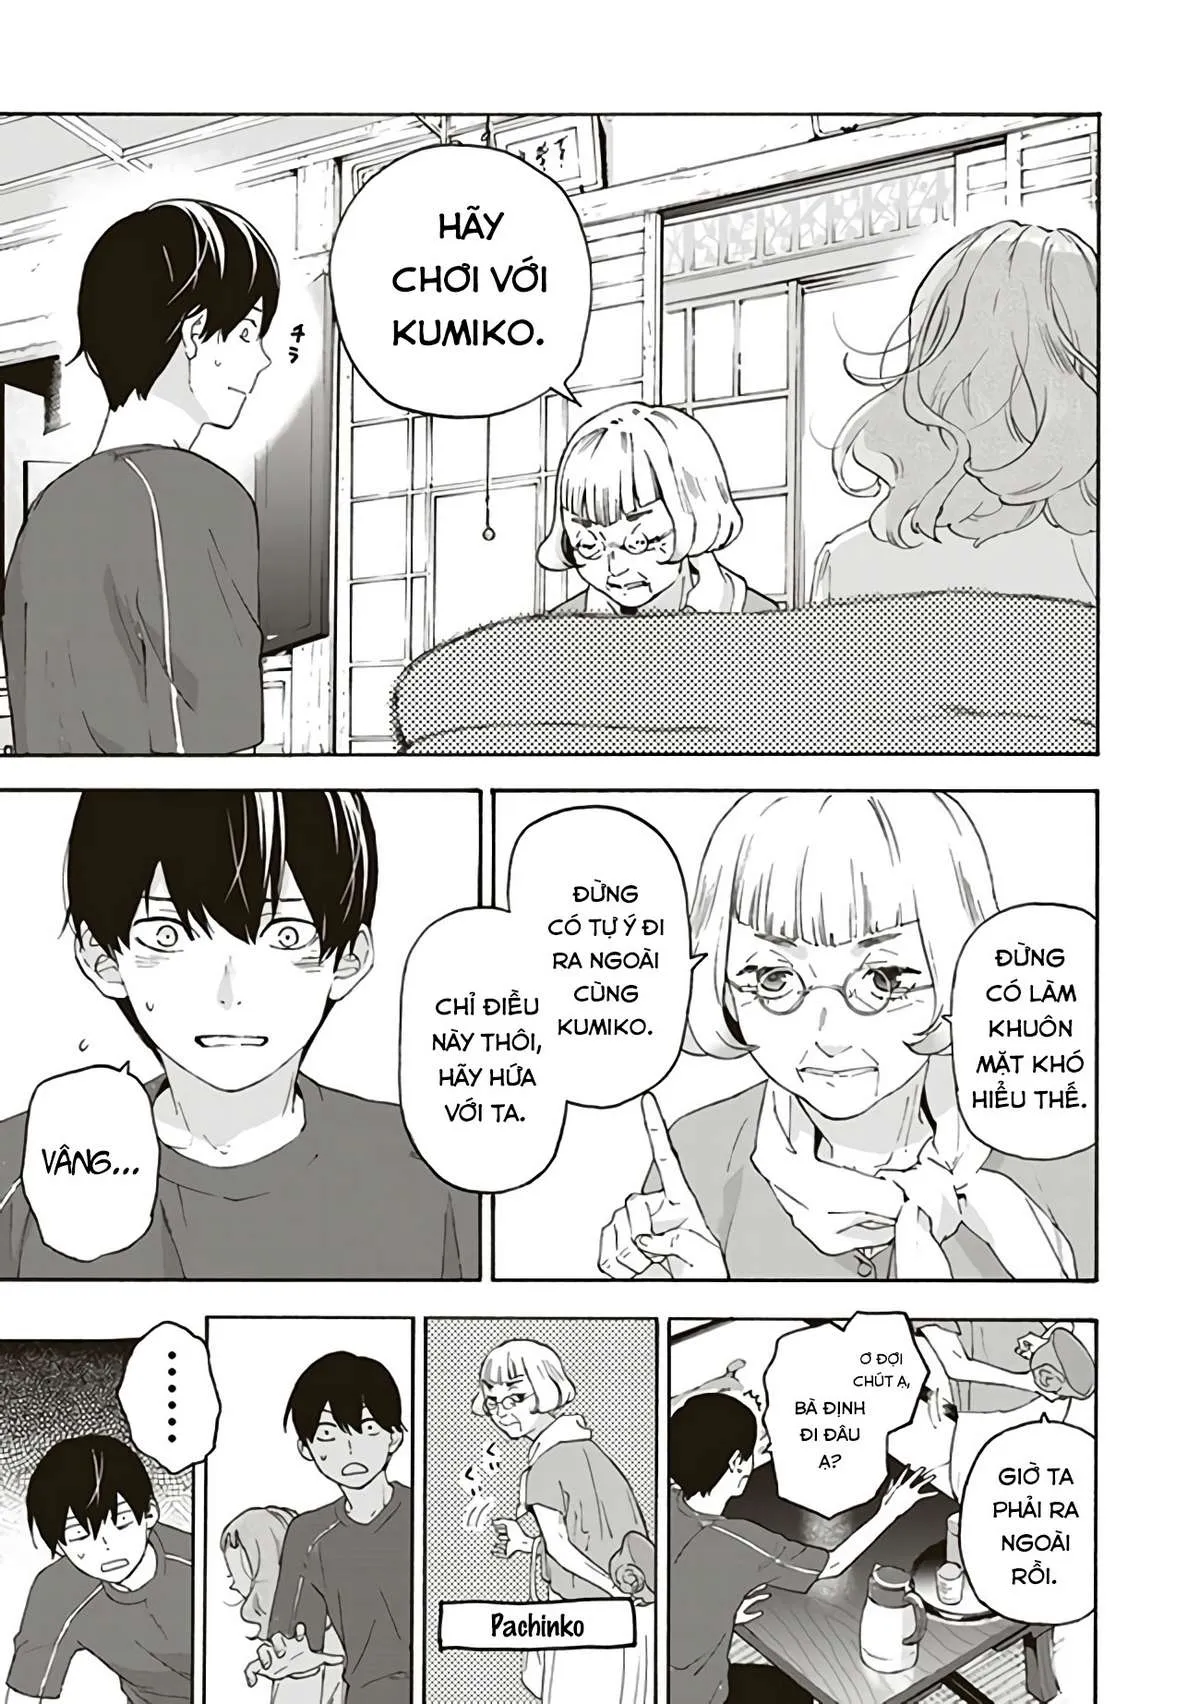 HÃY
CHƠI VỚI
KUMIKO.
チラ
ĐỪNG
CÓ LÀM
KHUÔN
MẶT KHÓ
HIỂU THẾ.
ĐỪNG
CÓ TỰ Ý ĐI
RA NGOÀI
CÙNG
KUMIKO.
CHỈ ĐIỀU
NÀY THÔI,
HÃY HỨA
VỚI TA.
VÂNG...
GIỜ TA
PHẢI RA
NGOÀI
RỒI.
Ơ ĐỢI
CHÚT Ạ,
BÀ ĐỊNH
ĐI ĐÂU
Ạ?
Pachinko
......